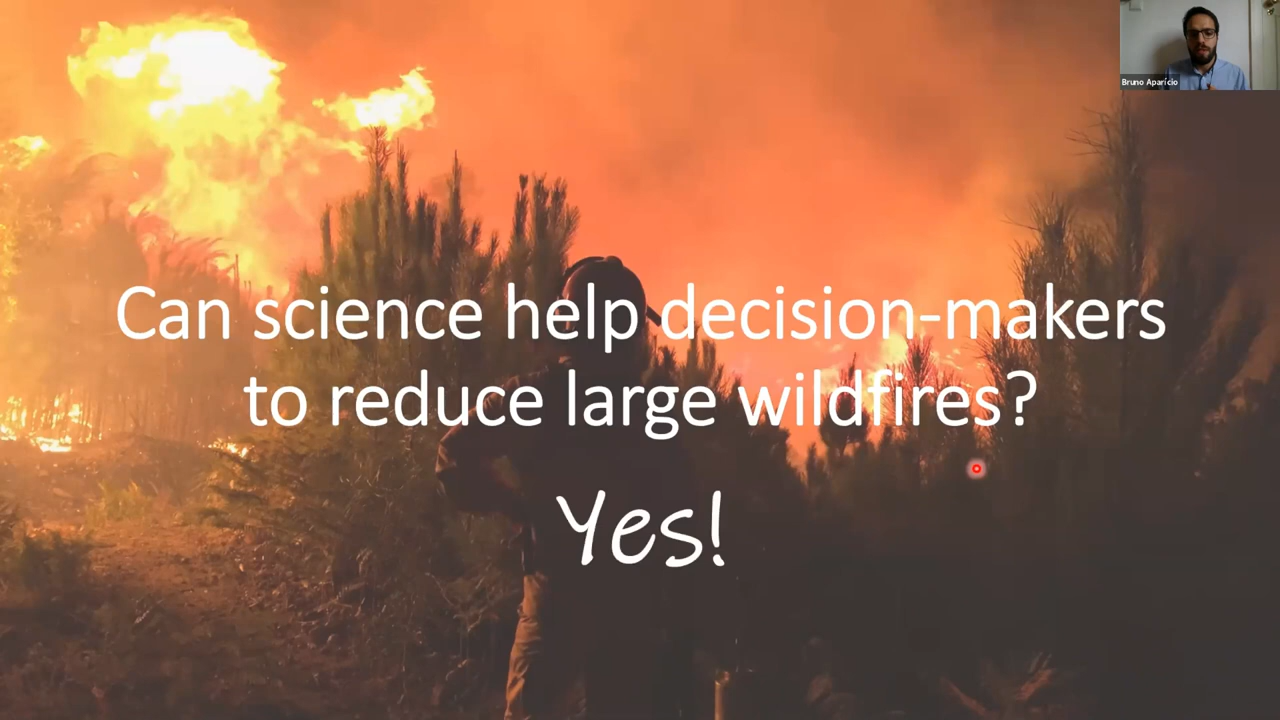 Bruno Aparício
Can science help decision-makers
to reduce large wildfires?
Yes!